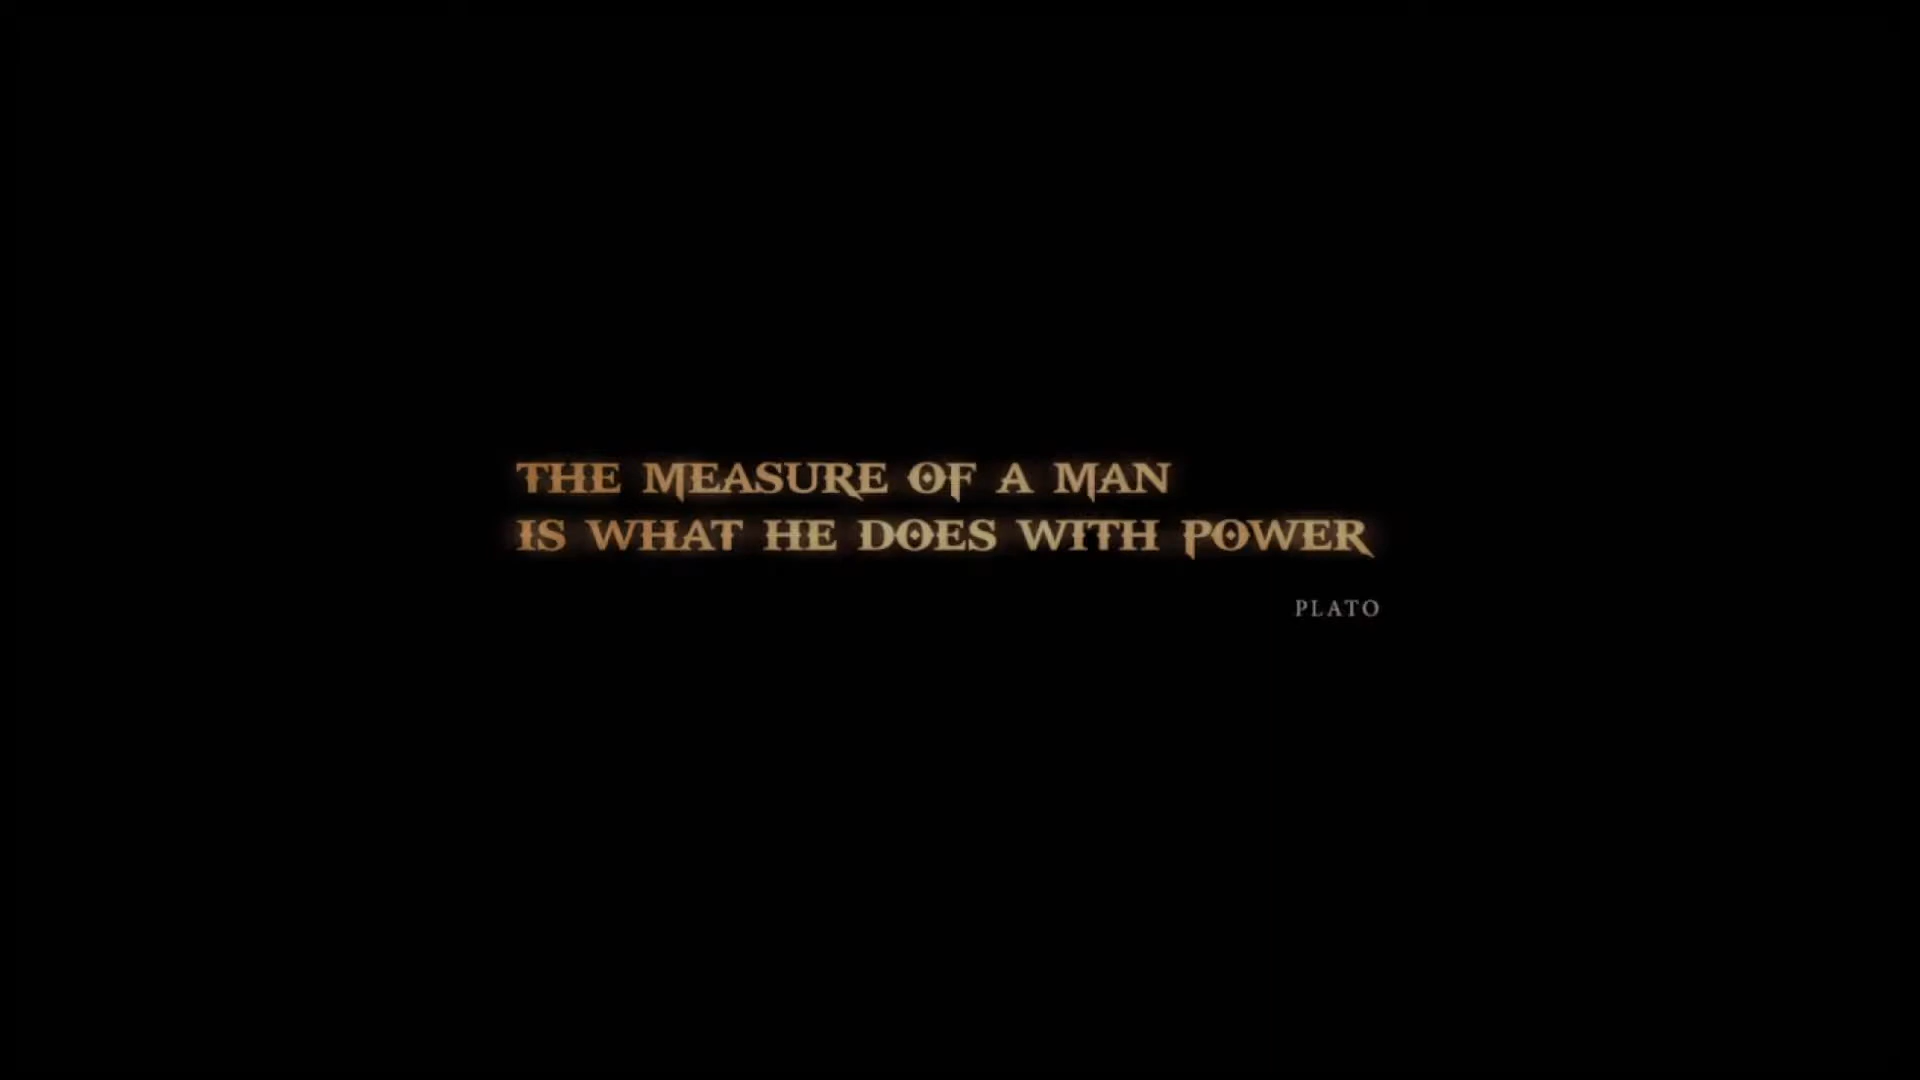 THE MEASURE OF A MAN
IS WHAT HE DOES WITH POWER
PLATO